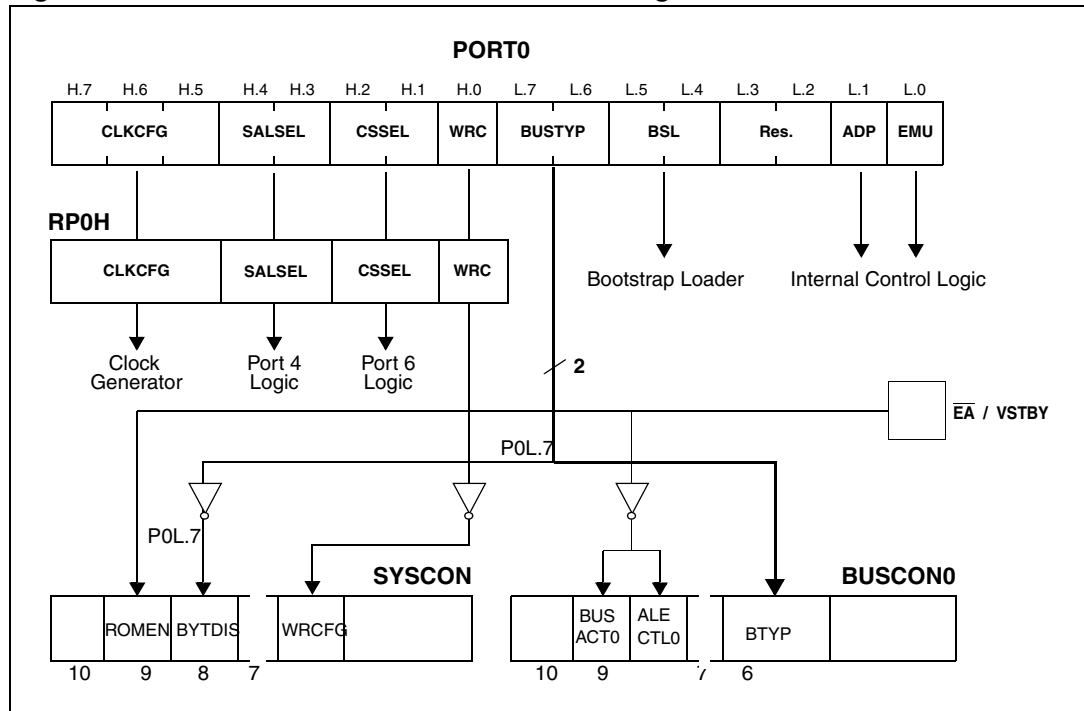 PORT0
H.7 H.6 H.5 H.4 H.3 H.2 H.1 H.0 L.7 L.6 L.5 L.4 L.3 L.2 L.1 L.0
CLKCFG SALSEL CSSEL WRC BUSTYP BSL Res. ADP EMU
RP0H
CLKCFG SALSEL CSSEL WRC
Bootstrap Loader Internal Control Logic
Clock Generator
Port 4 Logic
Port 6 Logic
2
EA / VSTBY
P0L.7
P0L.7
SYSCON BUSCON0
ROMEN BYTDIS WRCFG
BUS ACT0
ALE CTL0
BTYP
10 9 8 7 10 9 7 6